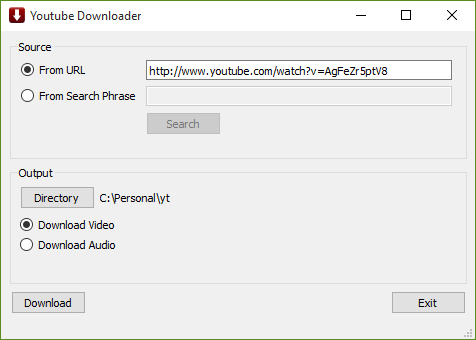 Youtube Downloader
Source
From URL
http://www.youtube.com/watch?v=AgFeZr5ptV8
From Search Phrase
Search
Output
Directory
C:\Personal\yt
Download Video
Download Audio
Download
Exit